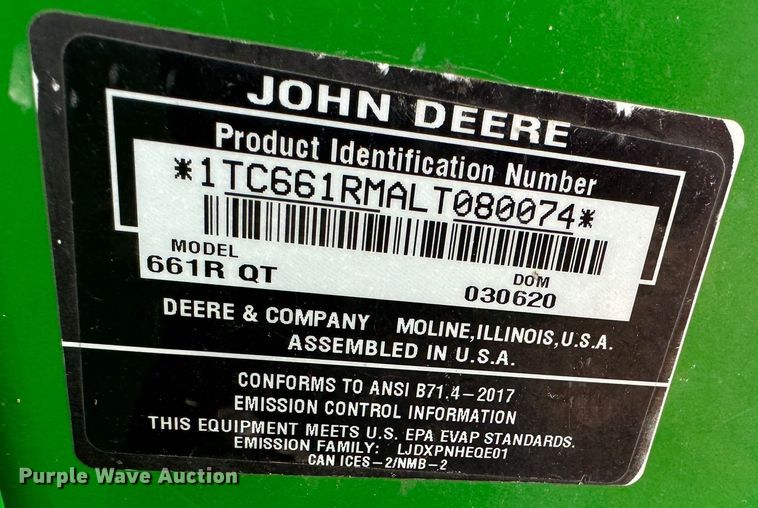 JOHN DEERE
Product Identification Number
*1TC661RMALT080074*
MODEL DOM
661R QT 030620
DEERE & COMPANY MOLINE, ILLINOIS, U.S.A.
ASSEMBLED IN U.S.A.
CONFORMS TO ANSI B71.4-2017
EMISSION CONTROL INFORMATION
THIS EQUIPMENT MEETS U.S. EPA EVAP STANDARDS.
EMISSION FAMILY: LJDXPNHEQE01
CAN ICES-2/NMB-2
Purple Wave Auction